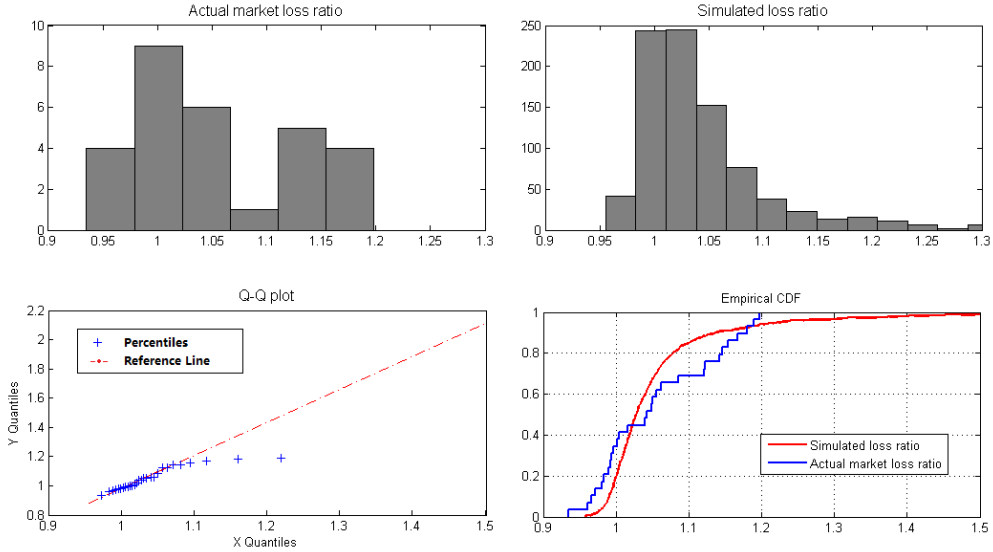 Actual market loss ratio
10
8
6
4
2
0
0.9 0.95 1 1.05 1.1 1.15 1.2 1.25 1.3
Simulated loss ratio
250
200
150
100
50
0
0.9 0.95 1 1.05 1.1 1.15 1.2 1.25 1.3
Q-Q plot
Y Quantiles
2.2
2
1.8
1.6
1.4
1.2
1
0.8
Percentiles
Reference Line
0.9 1 1.1 1.2 1.3 1.4 1.5
X Quantiles
Empirical CDF
1
0.8
0.6
0.4
0.2
0
Simulated loss ratio
Actual market loss ratio
0.9 1 1.1 1.2 1.3 1.4 1.5